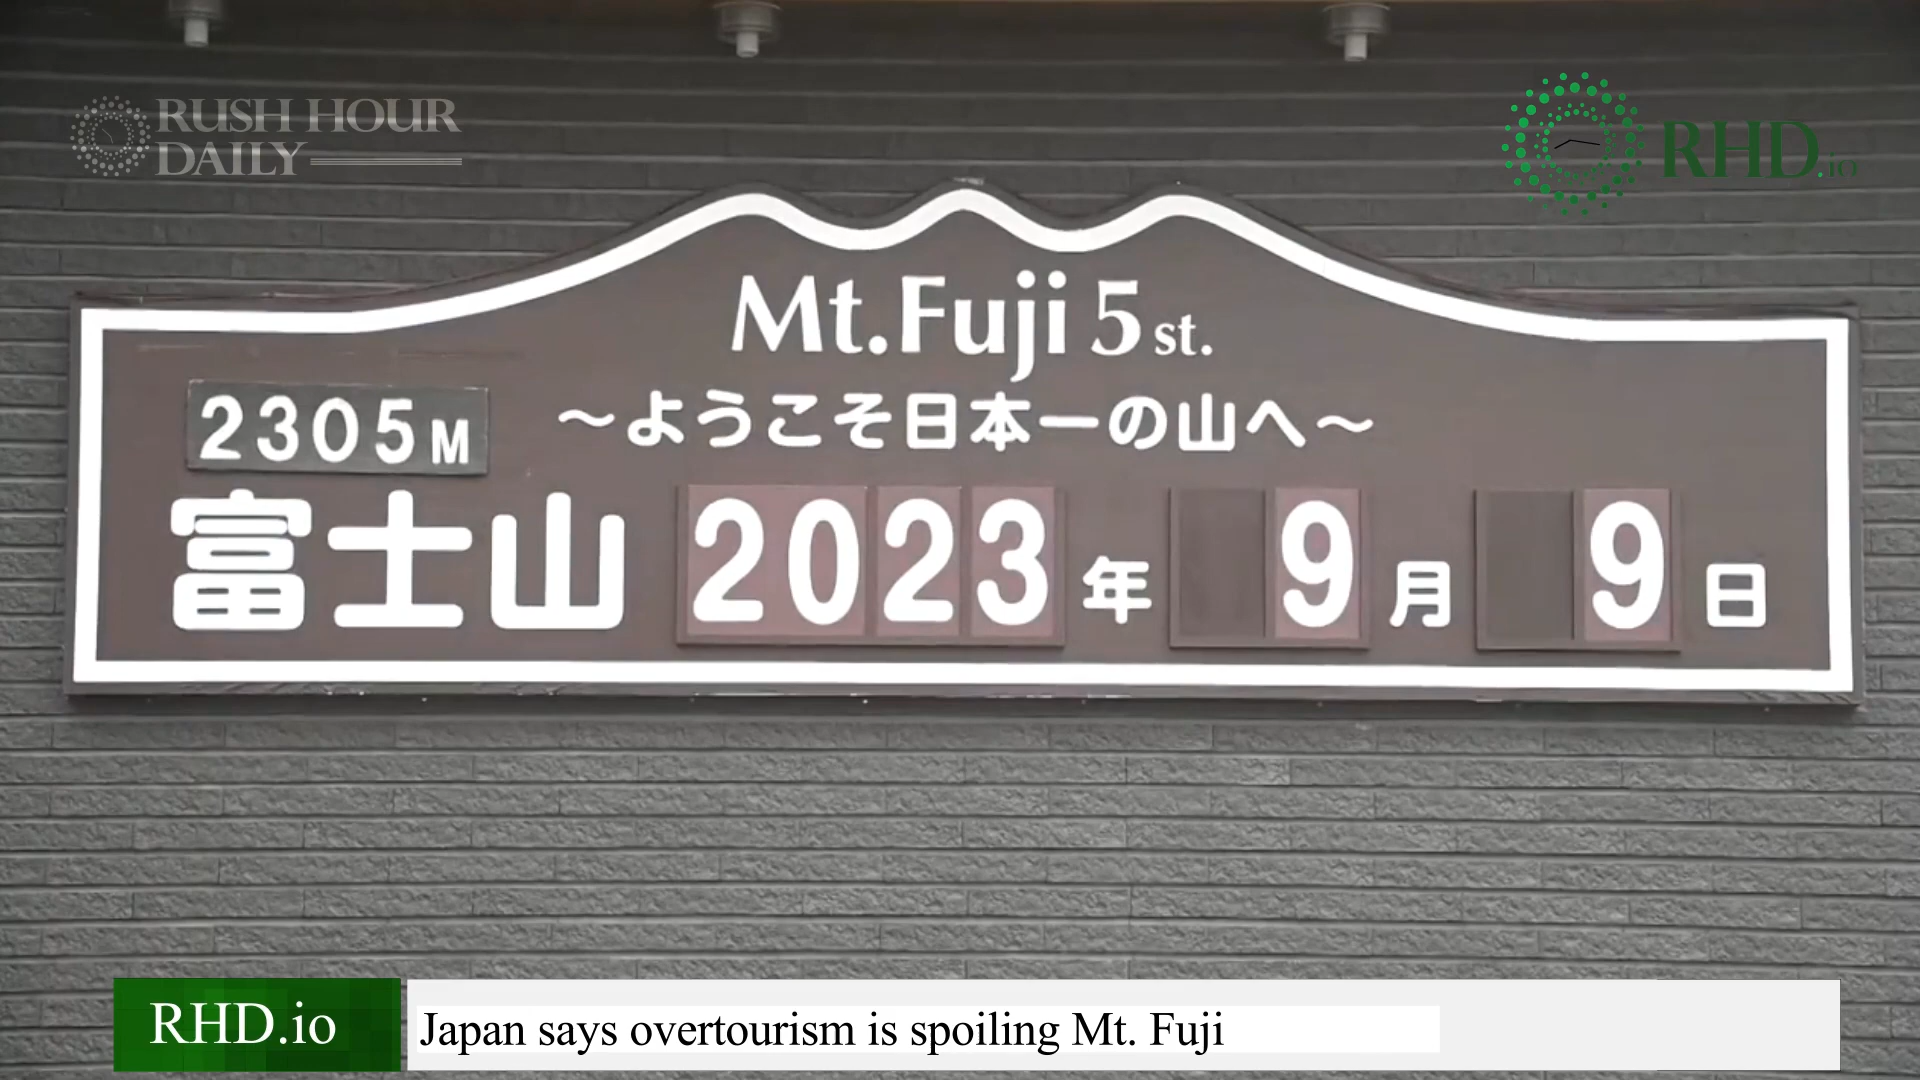 RUSH HOUR
DAILY
RHD.io
Mt.Fuji 5 st.
2305M
～ようこそ日本一の山へ～
富士山 2023年 9月 9日
RHD.io
Japan says overtourism is spoiling Mt. Fuji